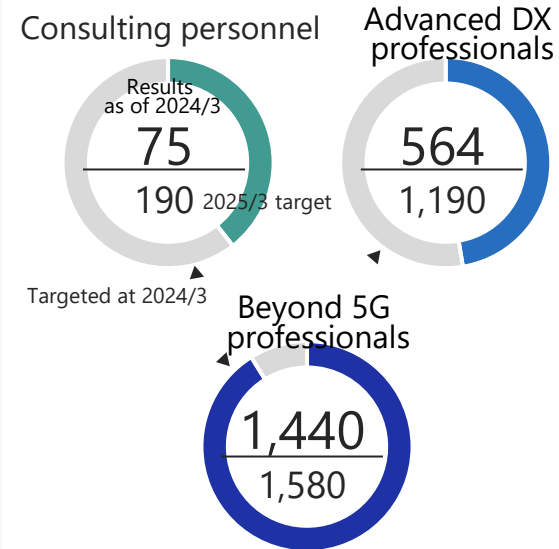 Consulting personnel
Results
as of 2024/3
75
190 2025/3 target
Targeted at 2024/3
Advanced DX
professionals
564
1,190
Beyond 5G
professionals
1,440
1,580